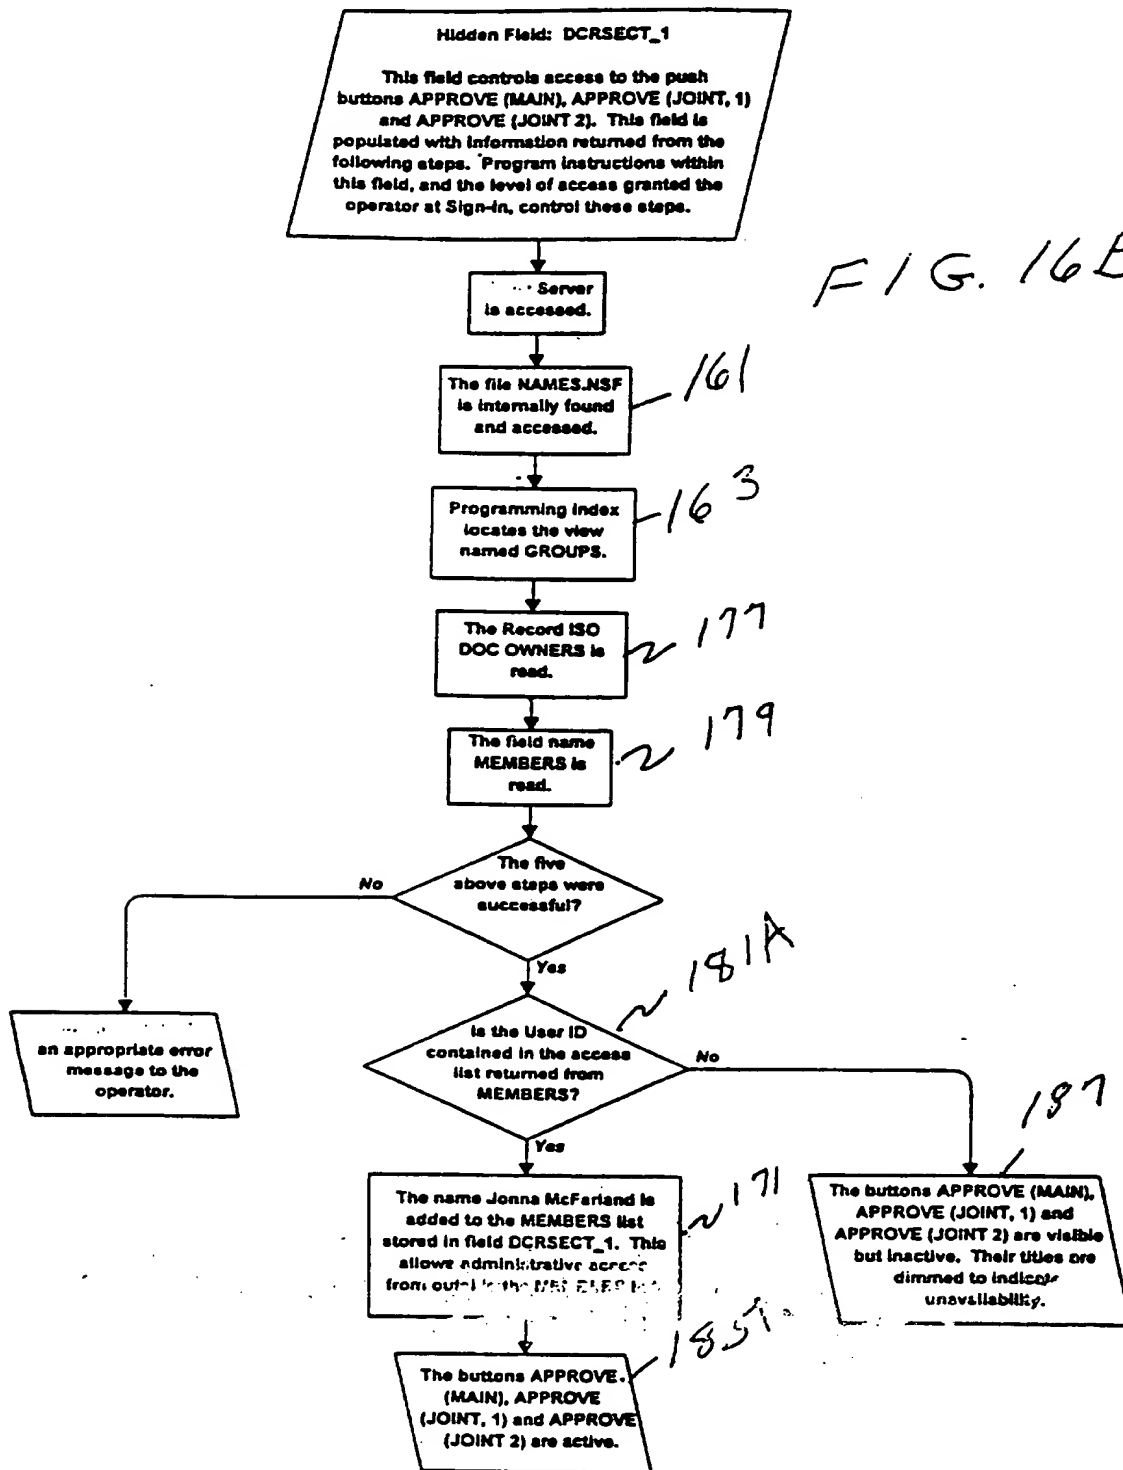 Hidden Field: DCRSECT_1
This field controls access to the push
buttons APPROVE (MAIN), APPROVE (JOINT, 1)
and APPROVE (JOINT 2). This field is
populated with information returned from the
following steps. Program instructions within
this field, and the level of access granted the
operator at Sign-In, control these steps.
FIG. 16B
Server
is accessed.
The file NAMES.NSF
is internally found
and accessed.
161
Programming Index
locates the view
named GROUPS.
163
The Record ISO
DOC OWNERS is
read.
177
The field name
MEMBERS is
read.
179
The five
above steps were
successful?
No
Yes
181A
an appropriate error
message to the
operator.
Is the User ID
contained in the access
list returned from
MEMBERS?
No
Yes
187
The name Jonna McFarland is
added to the MEMBERS list
stored in field DCRSECT_1. This
allows administrative access
from the
171
The buttons APPROVE (MAIN),
APPROVE (JOINT, 1) and
APPROVE (JOINT 2) are visible
but inactive. Their titles are
dimmed to indicate
unavailability.
The buttons APPROVE
(MAIN), APPROVE
(JOINT, 1) and APPROVE
(JOINT 2) are active.